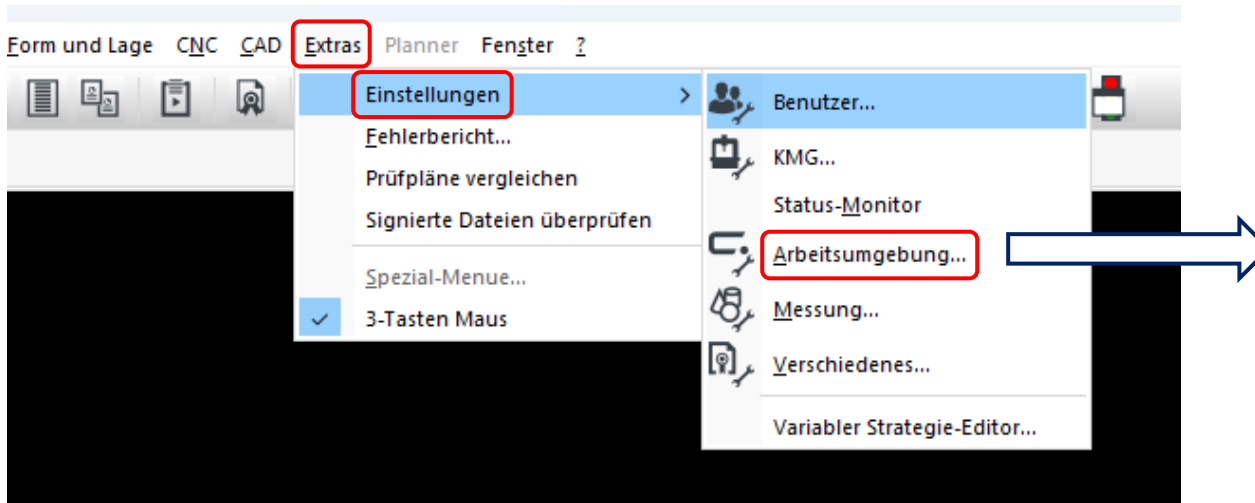 Form und Lage CNC CAD Extras Planner Fenster ?
Einstellungen
Fehlerbericht...
Prüfpläne vergleichen
Signierte Dateien überprüfen
Spezial-Menue...
3-Tasten Maus
Benutzer...
KMG...
Status-Monitor
Arbeitsumgebung...
Messung...
Verschiedenes...
Variabler Strategie-Editor...